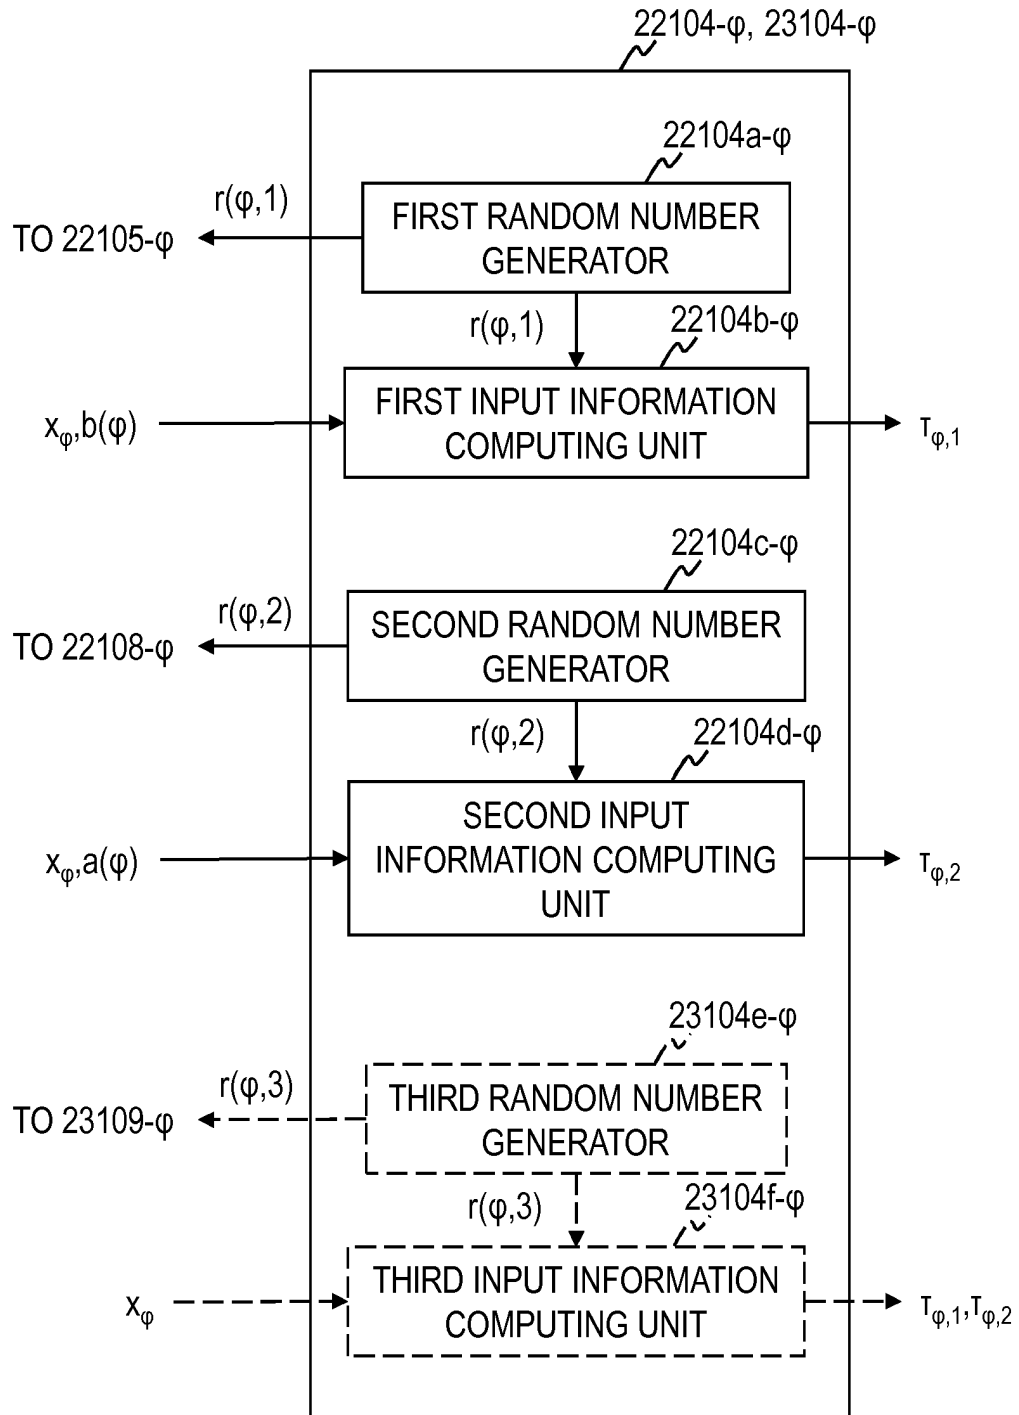 22104-φ, 23104-φ
22104a-φ
r(φ,1)
TO 22105-φ
FIRST RANDOM NUMBER
GENERATOR
r(φ,1)
22104b-φ
xφ,b(φ)
FIRST INPUT INFORMATION
COMPUTING UNIT
τφ,1
22104c-φ
r(φ,2)
TO 22108-φ
SECOND RANDOM NUMBER
GENERATOR
r(φ,2)
22104d-φ
xφ,a(φ)
SECOND INPUT
INFORMATION COMPUTING
UNIT
τφ,2
23104e-φ
r(φ,3)
TO 23109-φ
THIRD RANDOM NUMBER
GENERATOR
r(φ,3)
23104f-φ
xφ
THIRD INPUT INFORMATION
COMPUTING UNIT
τφ,1,τφ,2